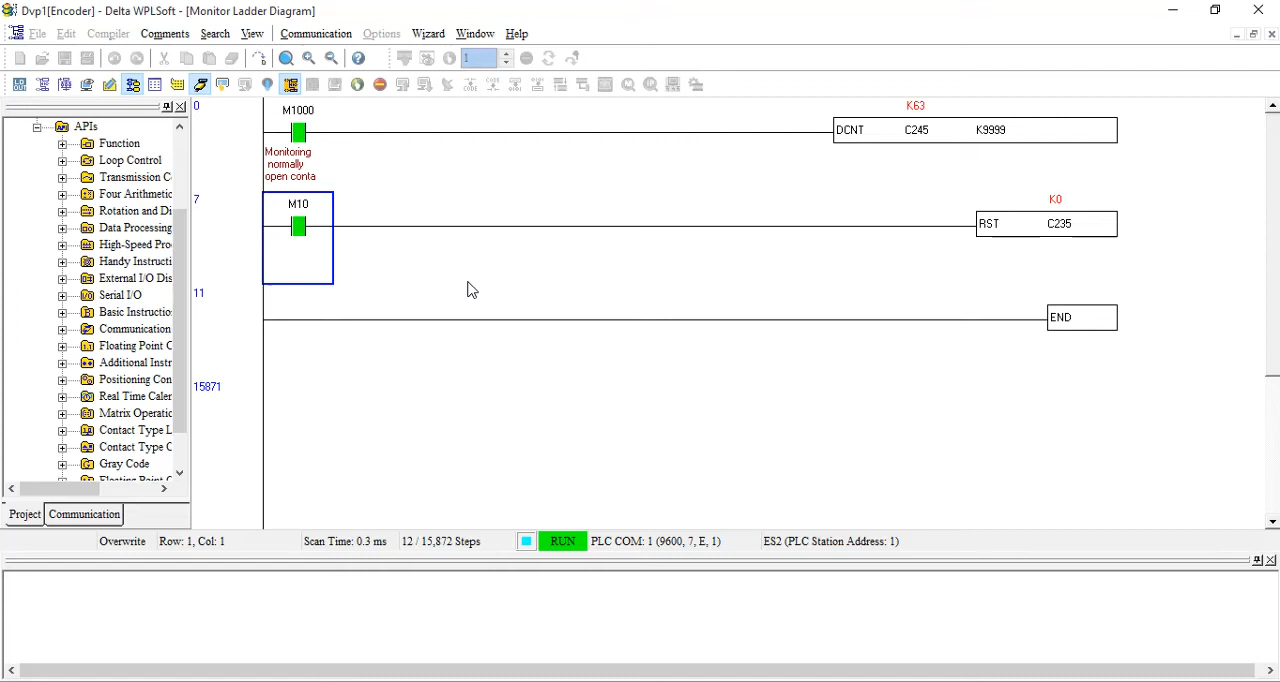 Dvp1[Encoder] - Delta WPLSoft - [Monitor Ladder Diagram]
File Edit Compiler Comments Search View Communication Options Wizard Window Help
1
APIs
Function
Loop Control
Transmission C
Four Arithmetic
Rotation and Di
Data Processing
High-Speed Pro
Handy Instructi
External I/O Dis
Serial I/O
Basic Instructio
Communication
Floating Point C
Additional Instr
Positioning Con
Real Time Caler
Matrix Operatio
Contact Type L
Contact Type C
Gray Code
Project Communication
0
M1000
K63
DCNT C245 K9999
Monitoring
normally
open conta
7
M10
K0
RST C235
11
END
15871
Overwrite Row: 1, Col: 1 Scan Time: 0.3 ms 12 / 15,872 Steps RUN PLC COM: 1 (9600, 7, E, 1) ES2 (PLC Station Address: 1)